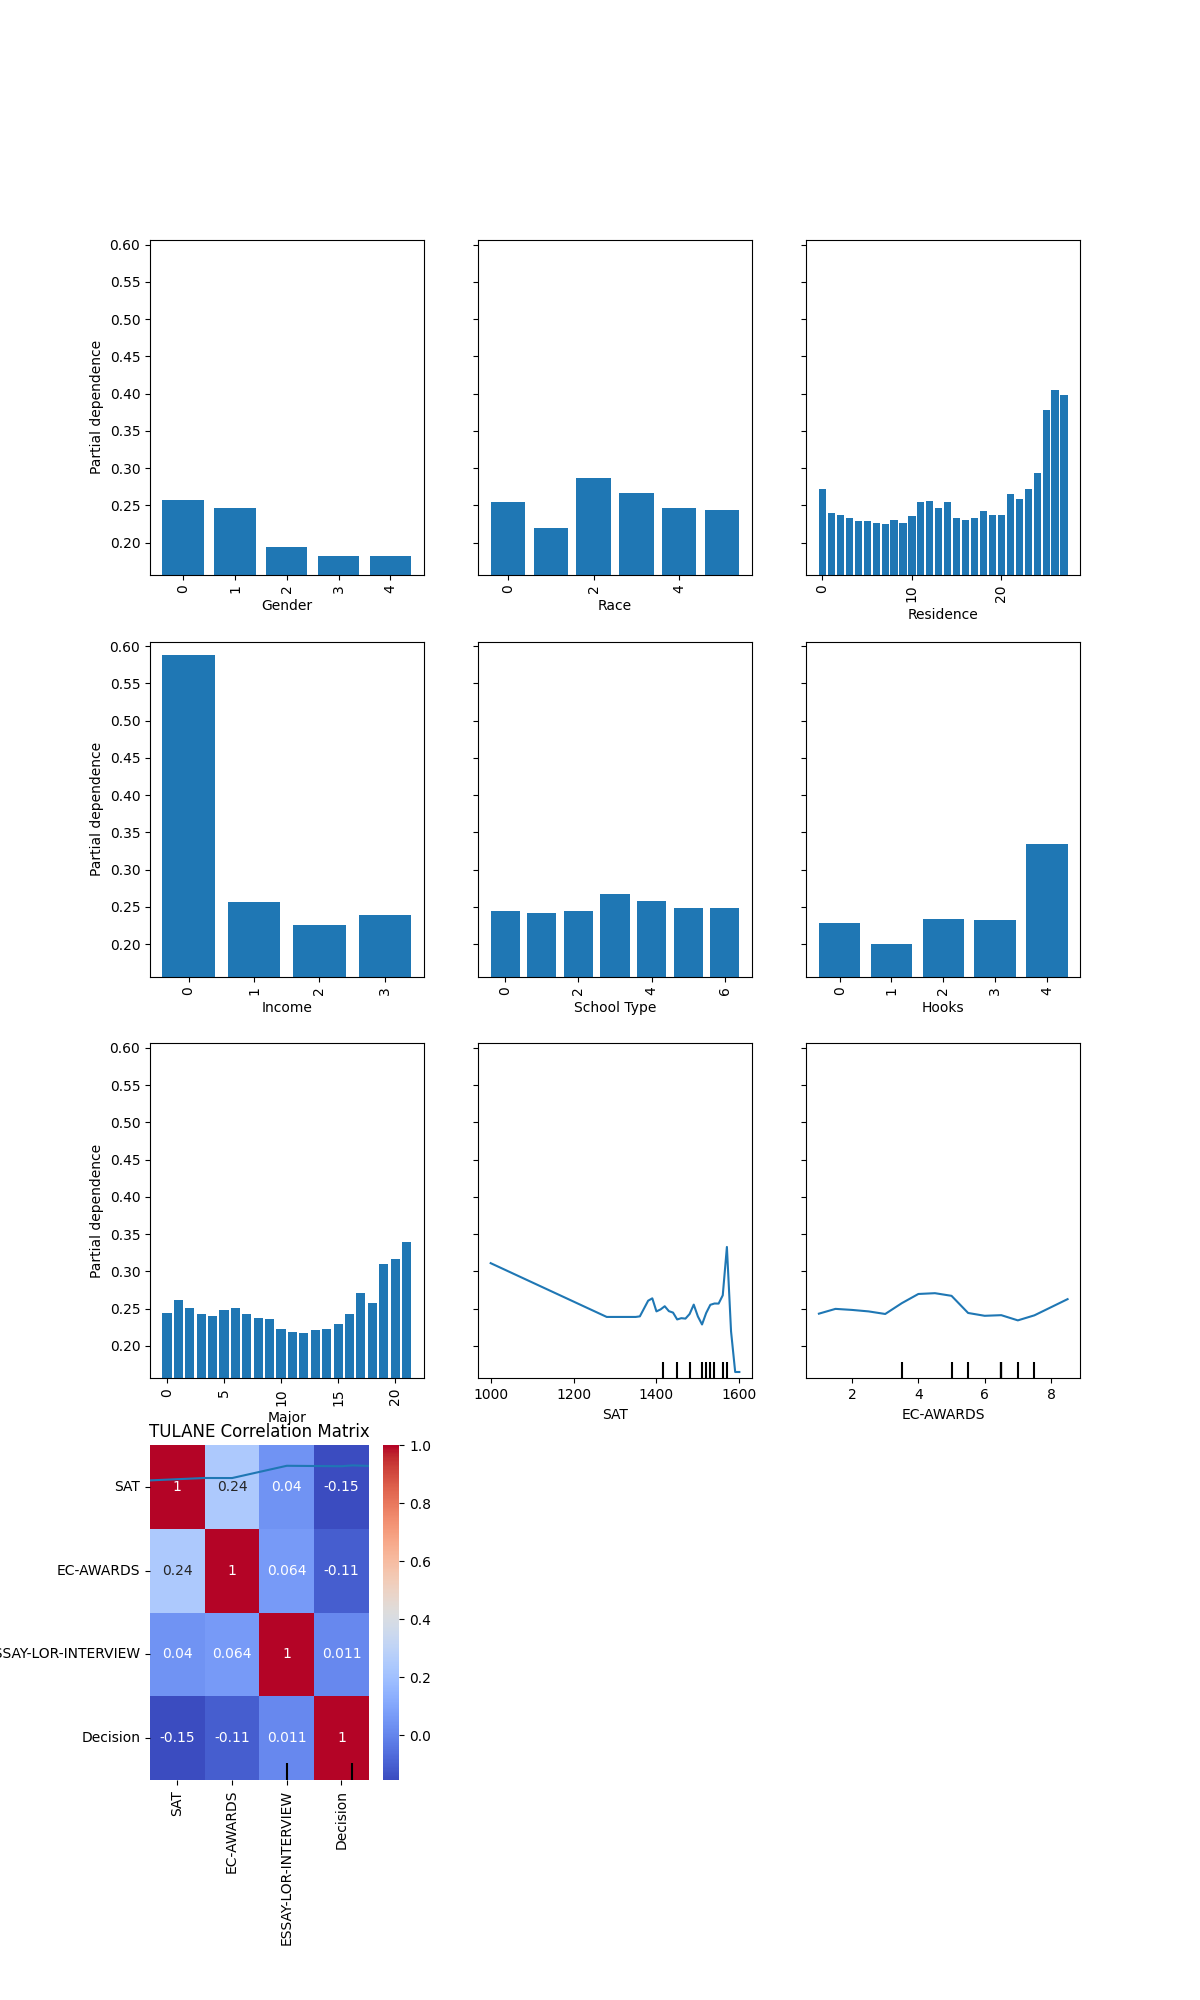 0.60
0.55
0.50
0.45
0.40
0.35
0.30
0.25
0.20
Partial dependence
0 1 2 3 4
Gender
0 2 4
Race
0 10 20
Residence
0.60
0.55
0.50
0.45
0.40
0.35
0.30
0.25
0.20
Partial dependence
0 1 2 3
Income
0 2 4 6
School Type
0 1 2 3 4
Hooks
0.60
0.55
0.50
0.45
0.40
0.35
0.30
0.25
0.20
Partial dependence
0 5 10 15 20
Major
1000 1200 1400 1600
SAT
2 4 6 8
EC-AWARDS
TULANE Correlation Matrix
SAT 1 0.24 0.04 -0.15
EC-AWARDS 0.24 1 0.064 -0.11
SSAY-LOR-INTERVIEW 0.04 0.064 1 0.011
Decision -0.15 -0.11 0.011 1
SAT
EC-AWARDS
ESSAY-LOR-INTERVIEW
Decision
1.0
0.8
0.6
0.4
0.2
0.0